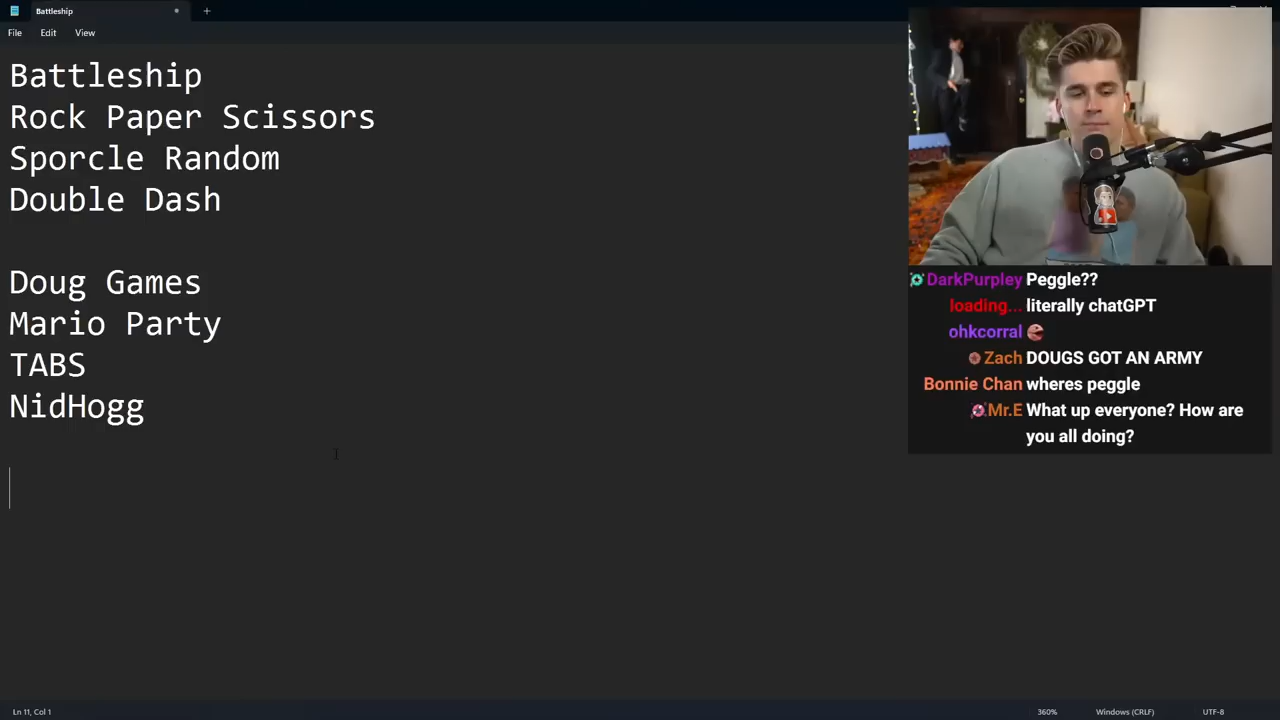 Battleship
File Edit View
Battleship
Rock Paper Scissors
Sporcle Random
Double Dash
Doug Games
Mario Party
TABS
NidHogg
DarkPurpley Peggle??
loading... literally chatGPT
ohkcorral
Zach DOUGS GOT AN ARMY
Bonnie Chan wheres peggle
Mr.E What up everyone? How are
you all doing?
Ln 11, Col 1 360% Windows (CRLF) UTF-8